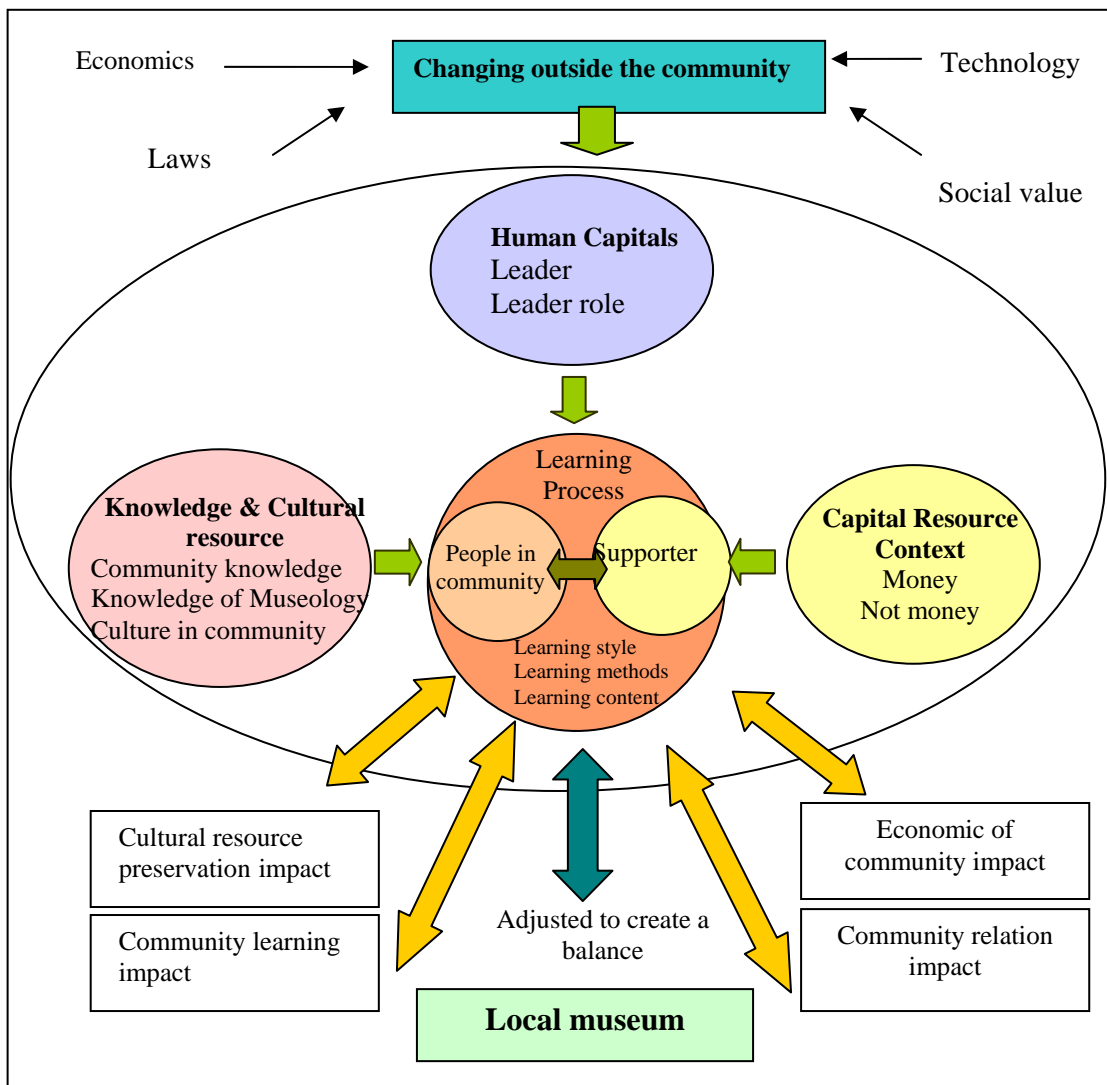 Economics
Changing outside the community
Technology
Laws
Social value
Human Capitals
Leader
Leader role
Learning
Process
Knowledge & Cultural
resource
Community knowledge
Knowledge of Museology
Culture in community
People in
community
Supporter
Capital Resource
Context
Money
Not money
Learning style
Learning methods
Learning content
Cultural resource
preservation impact
Economic of
community impact
Community learning
impact
Adjusted to create a
balance
Community relation
impact
Local museum